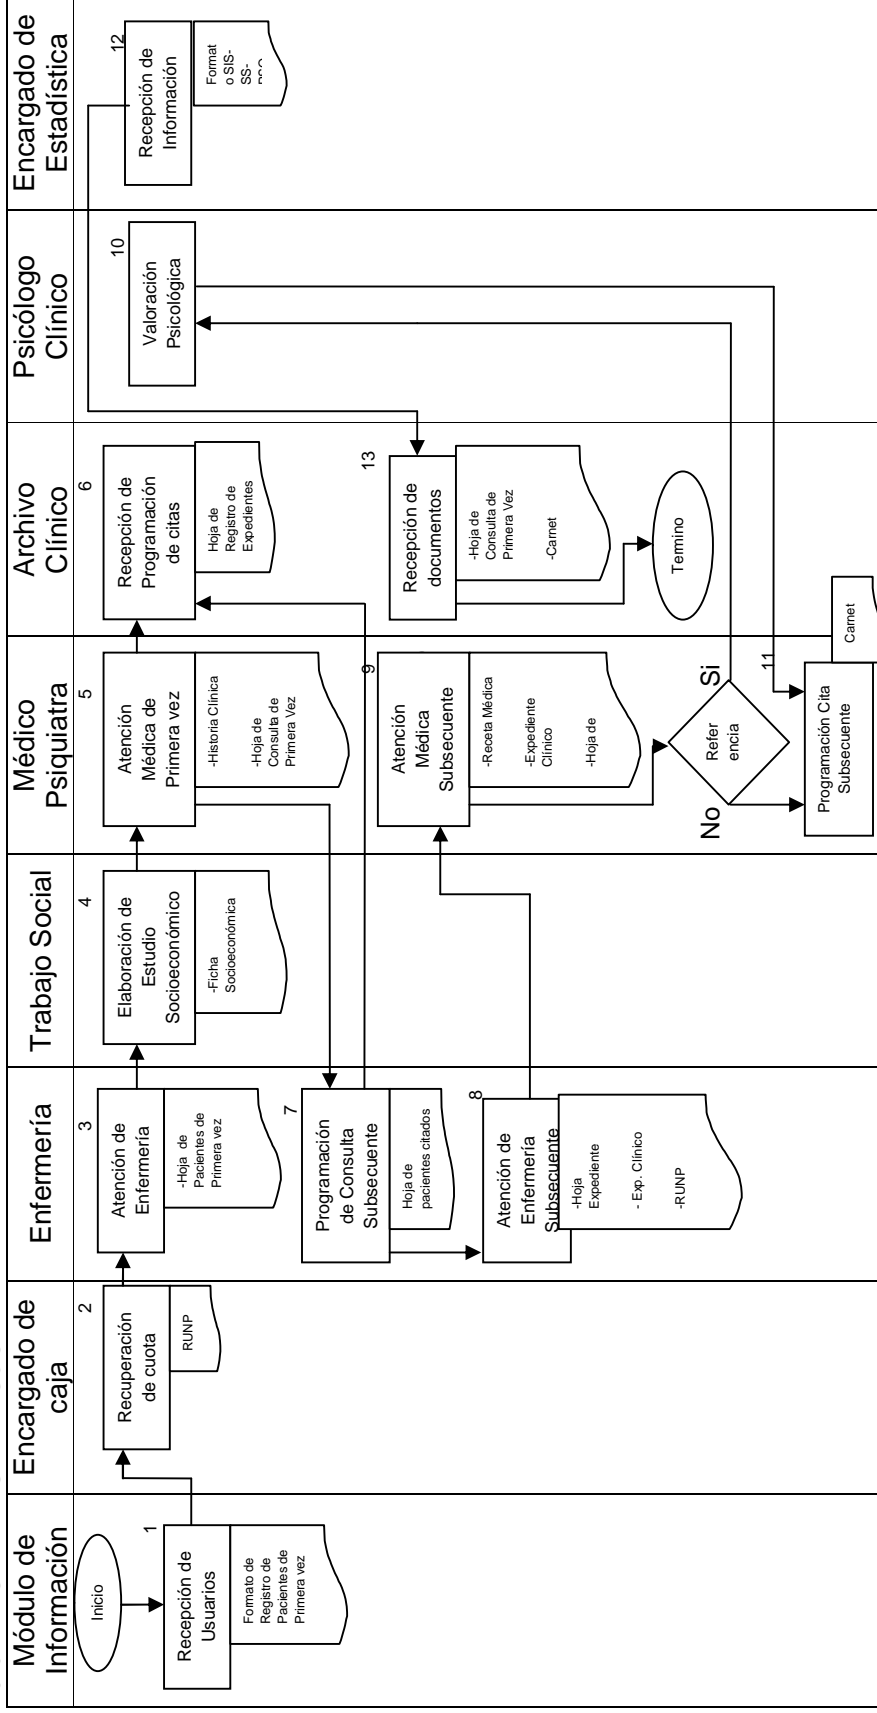 Módulo de
Información
Encargado de
caja
Enfermería
Trabajo Social
Médico
Psiquiatra
Archivo
Clínico
Psicólogo
Clínico
Encargado de
Estadística
Inicio
1
Recepción de
Usuarios
Formato de
Registro de
Pacientes de
Primera vez
2
Recuperación
de cuota
RUNP
3
Atención de
Enfermería
-Hoja de
Pacientes de
Primera vez
4
Elaboración de
Estudio
Socioeconómico
-Ficha
Socioeconómica
5
Atención
Médica de
Primera vez
-Historia Clínica
-Hoja de
Consulta de
Primera Vez
6
Recepción de
Programación
de citas
Hoja de
Registro de
Expedientes
7
Programación
de Consulta
Subsecuente
Hoja de
pacientes citados
8
Atención de
Enfermería
Subsecuente
-Hoja
Expediente
- Exp. Clínico
-RUNP
9
Atención
Médica
Subsecuente
-Receta Médica
-Expediente
Clínico
-Hoja de
Refer
encia
No
Si
10
Valoración
Psicológica
11
Programación Cita
Subsecuente
Carnet
12
Recepción de
Información
Format
o SIS-
SS-
13
Recepción de
documentos
-Hoja de
Consulta de
Primera Vez
-Carnet
Termino